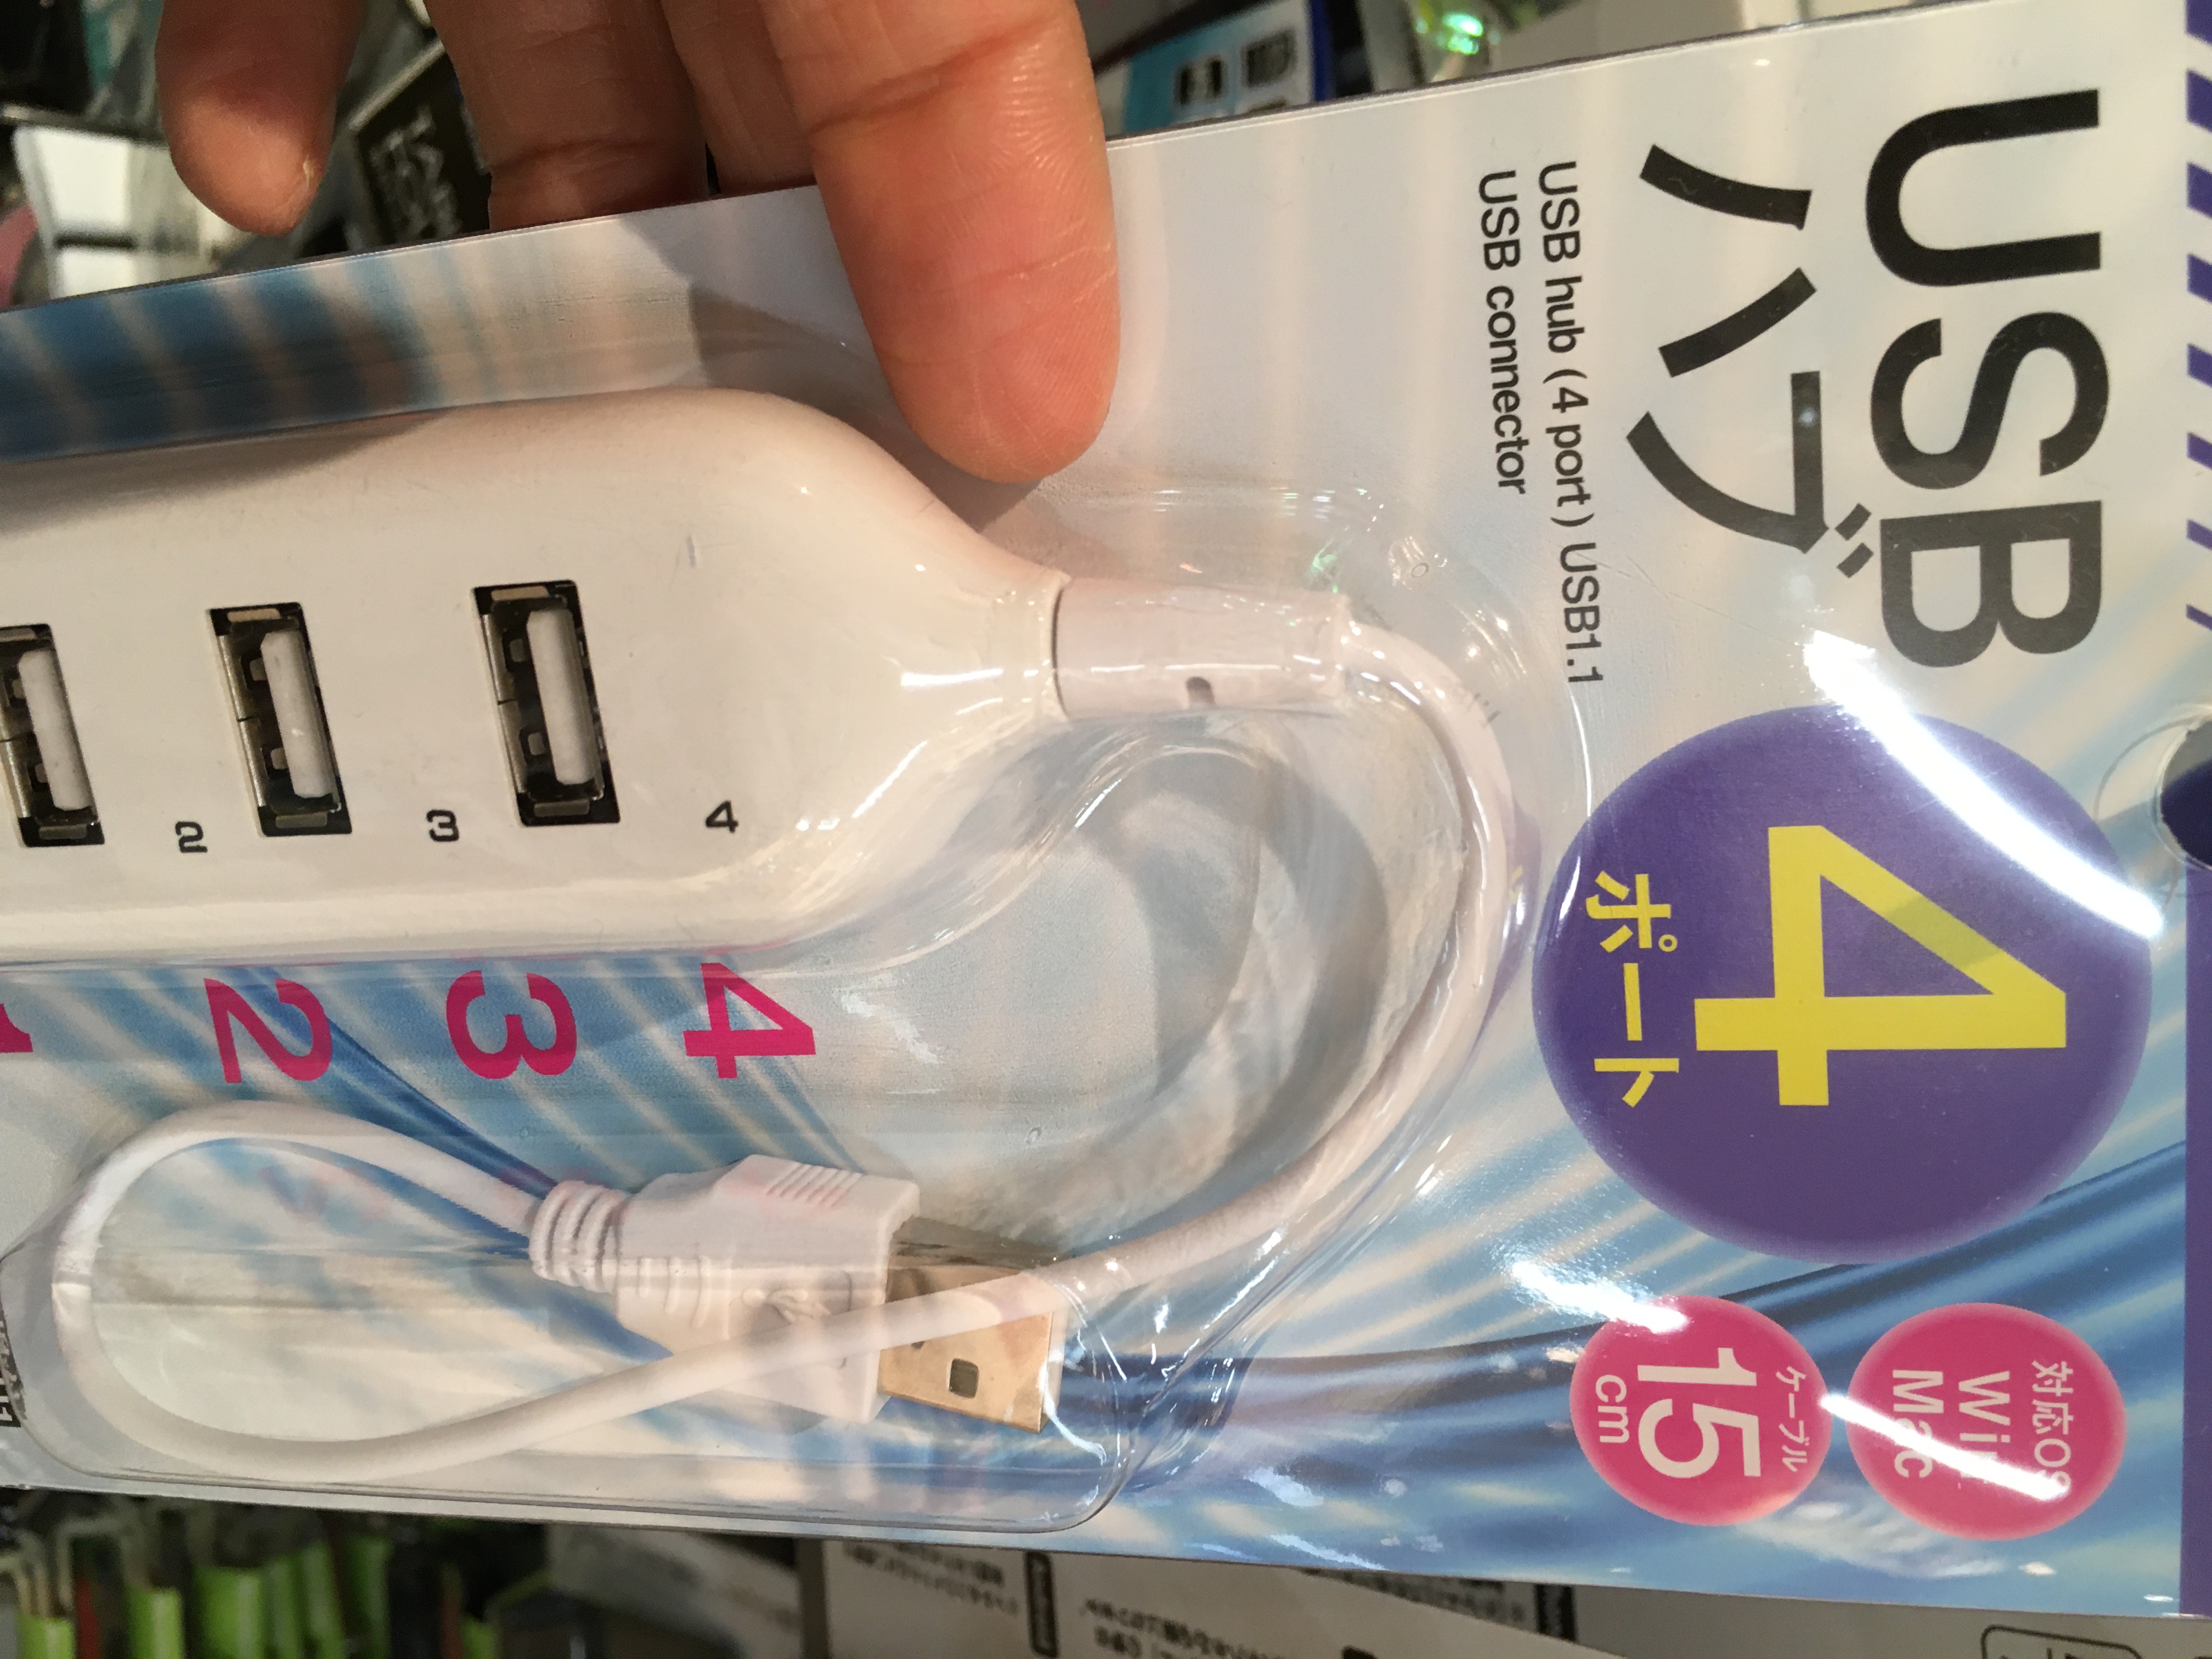 USB
ハブ
USB hub (4 port) USB1.1
USB connector
4
ポート
対応OS
Win
Mac
ケーブル
15
cm
2
3
4
1
2
3
4